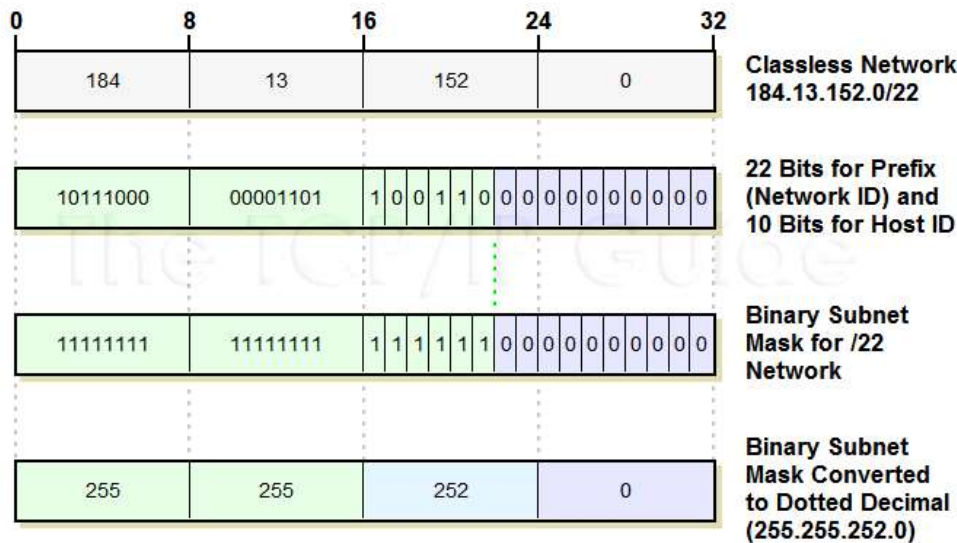 0 8 16 24 32
184 13 152 0
Classless Network
184.13.152.0/22
10111000 00001101 1 0 0 1 1 0 0 0 0 0 0 0 0 0 0 0
22 Bits for Prefix
(Network ID) and
10 Bits for Host ID
The TCP/IP Guide
11111111 11111111 1 1 1 1 1 1 0 0 0 0 0 0 0 0 0 0
Binary Subnet
Mask for /22
Network
255 255 252 0
Binary Subnet
Mask Converted
to Dotted Decimal
(255.255.252.0)